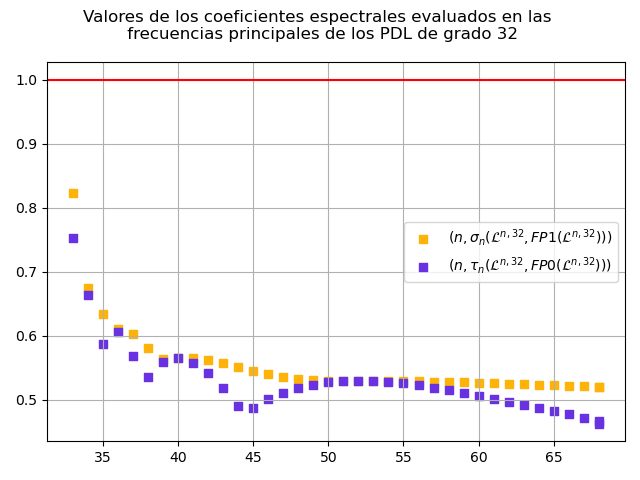 Valores de los coeficientes espectrales evaluados en las
frecuencias principales de los PDL de grado 32
1.0
0.9
0.8
0.7
0.6
0.5
(n, σₙ(ℒⁿ,³², FP1(ℒⁿ,³²)))
(n, τₙ(ℒⁿ,³², FP0(ℒⁿ,³²)))
35 40 45 50 55 60 65